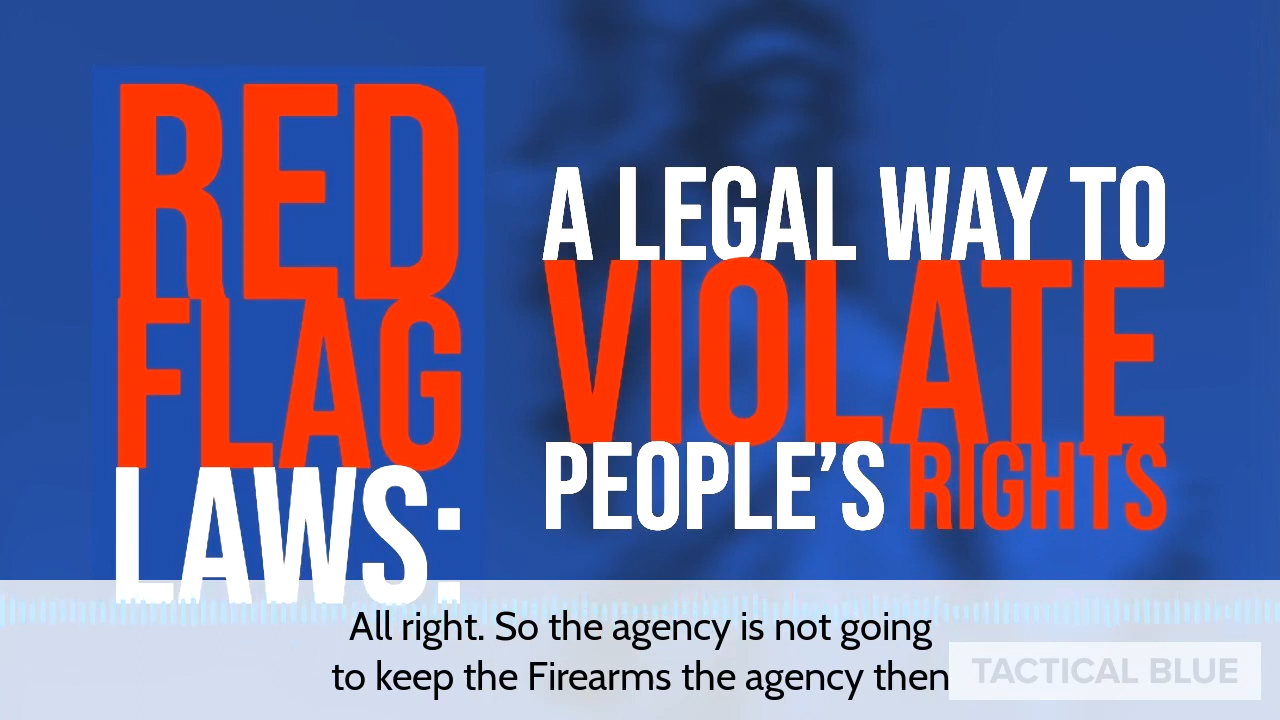 RED
FLAG
LAWS:
A LEGAL WAY TO
VIOLATE
PEOPLE'S RIGHTS
All right. So the agency is not going
to keep the Firearms the agency then
TACTICAL BLUE